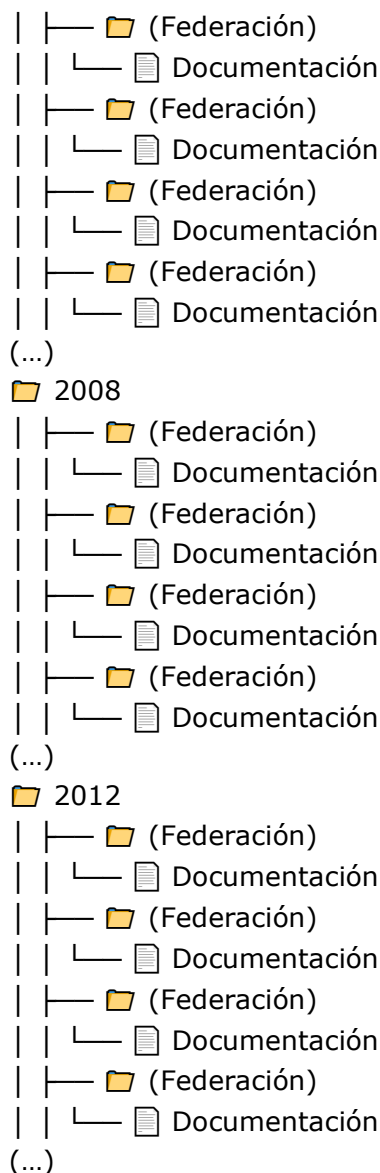 │ ├── 📁 (Federación)
│ │ └── 📄 Documentación
│ ├── 📁 (Federación)
│ │ └── 📄 Documentación
│ ├── 📁 (Federación)
│ │ └── 📄 Documentación
│ ├── 📁 (Federación)
│ │ └── 📄 Documentación
(…)
📁 2008
│ ├── 📁 (Federación)
│ │ └── 📄 Documentación
│ ├── 📁 (Federación)
│ │ └── 📄 Documentación
│ ├── 📁 (Federación)
│ │ └── 📄 Documentación
│ ├── 📁 (Federación)
│ │ └── 📄 Documentación
(…)
📁 2012
│ ├── 📁 (Federación)
│ │ └── 📄 Documentación
│ ├── 📁 (Federación)
│ │ └── 📄 Documentación
│ ├── 📁 (Federación)
│ │ └── 📄 Documentación
│ ├── 📁 (Federación)
│ │ └── 📄 Documentación
(…)